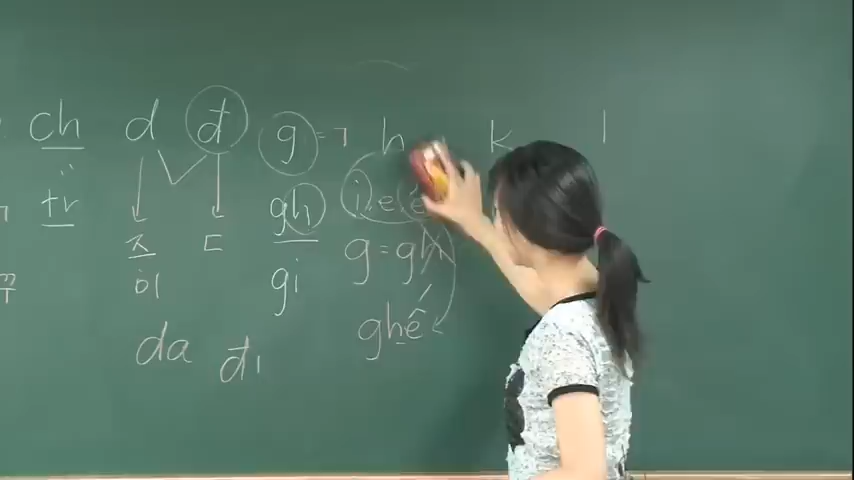 ch d đ g = ㄱ h k l
tr gh i, e, ê
ㅈ ㄷ g = gh
이 gi
ghế
da đi